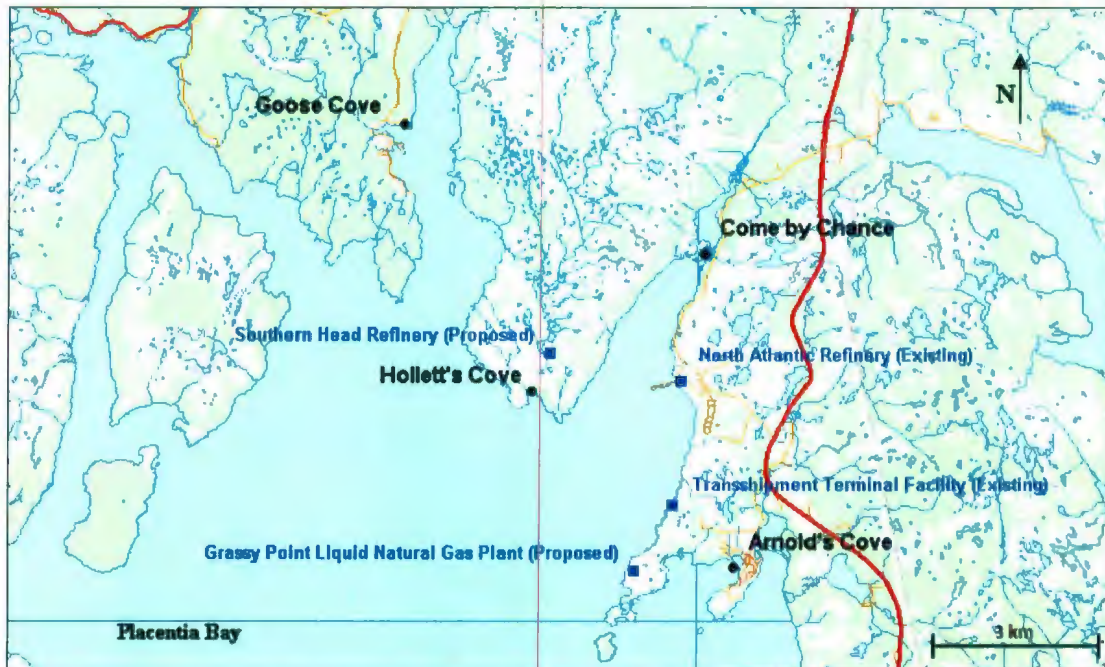 Goose Cove
N
Come by Chance
Southern Head Refinery (Proposed)
North Atlantic Refinery (Existing)
Hollett's Cove
Transshipment Terminal Facility (Existing)
Grassy Point Liquid Natural Gas Plant (Proposed)
Arnold's Cove
Placentia Bay
3 km